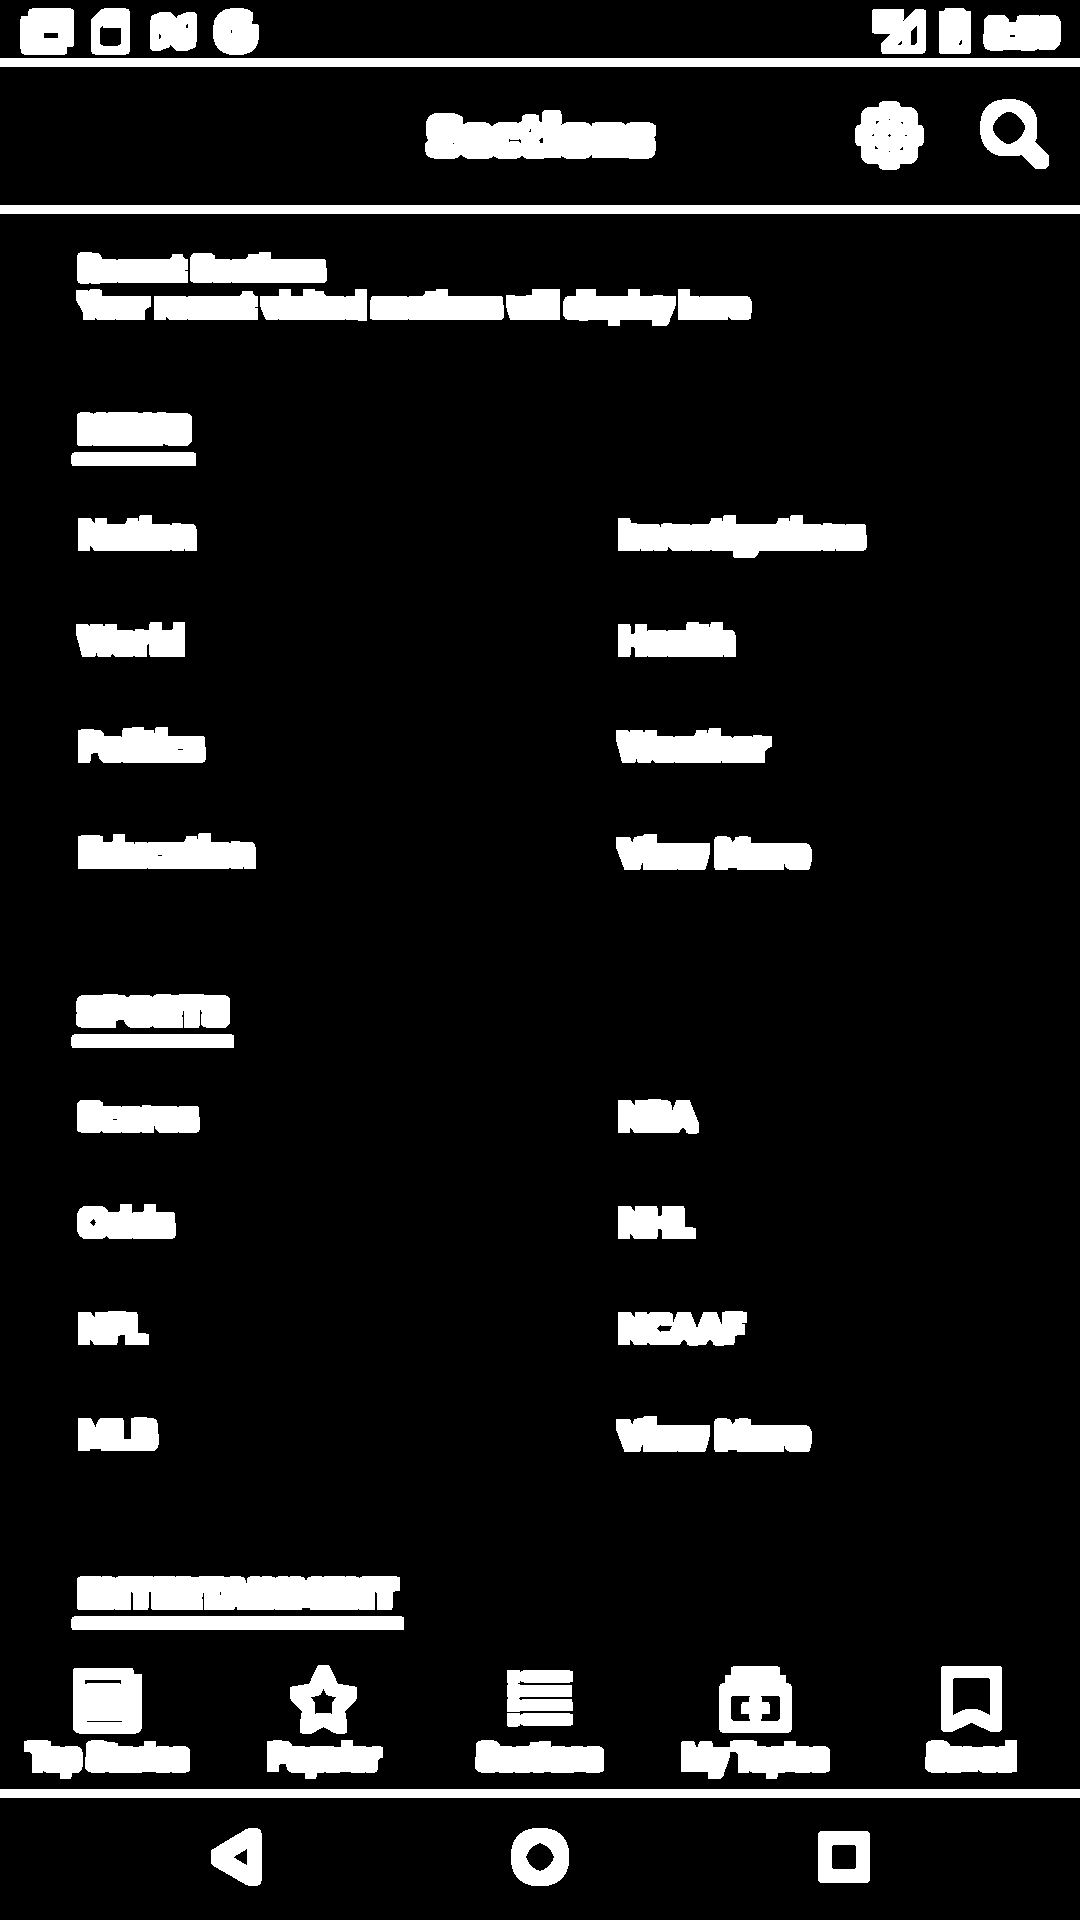 Sections
Recent Sections
Your recent visited sections will display here
NEWS
Nation
Investigations
World
Health
Politics
Weather
Education
View More
SPORTS
Scores
NBA
Odds
NHL
NFL
NCAAF
MLB
View More
ENTERTAINMENT
Top Stories
Popular
Sections
My Topics
Saved